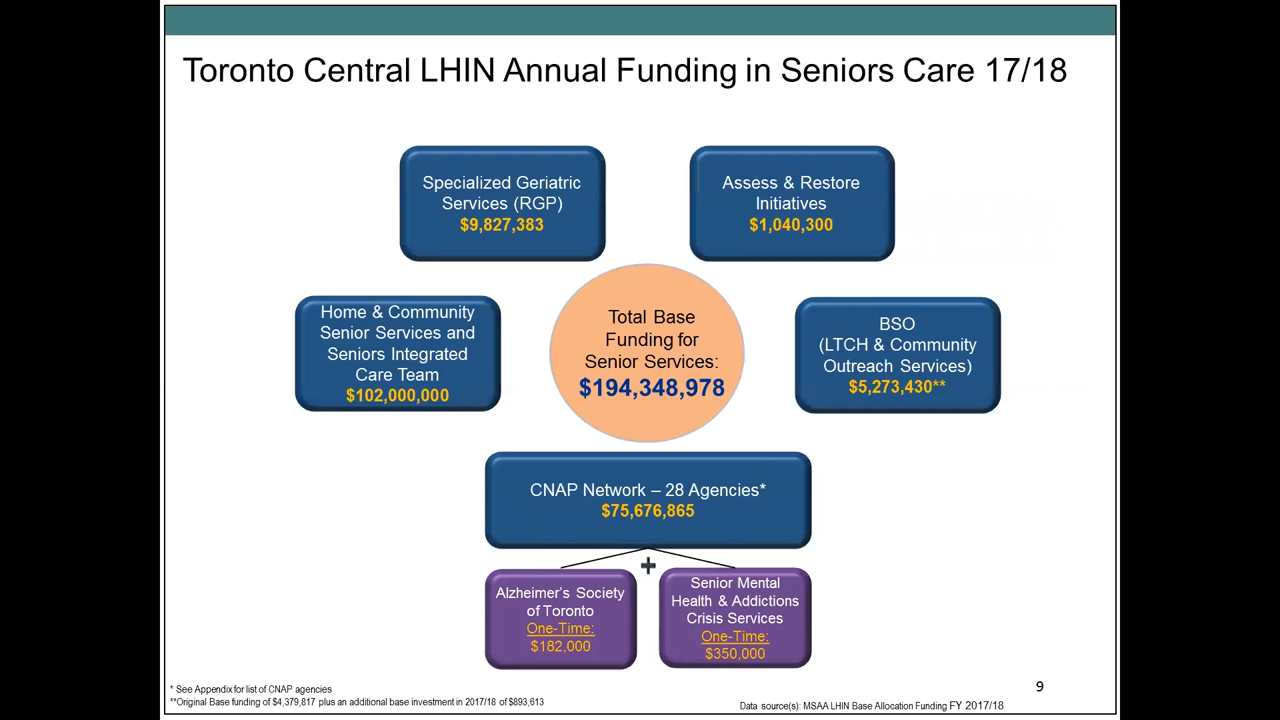 Toronto Central LHIN Annual Funding in Seniors Care 17/18
Specialized Geriatric
Services (RGP)
$9,827,383
Assess & Restore
Initiatives
$1,040,300
Home & Community
Senior Services and
Seniors Integrated
Care Team
$102,000,000
Total Base
Funding for
Senior Services:
$194,348,978
BSO
(LTCH & Community
Outreach Services)
$5,273,430**
CNAP Network – 28 Agencies*
$75,676,865
+
Alzheimer's Society
of Toronto
One-Time:
$182,000
Senior Mental
Health & Addictions
Crisis Services
One-Time:
$350,000
* See Appendix for list of CNAP agencies
**Original Base funding of $4,379,817 plus an additional base investment in 2017/18 of $893,613
9
Data source(s): MSAA LHIN Base Allocation Funding FY 2017/18